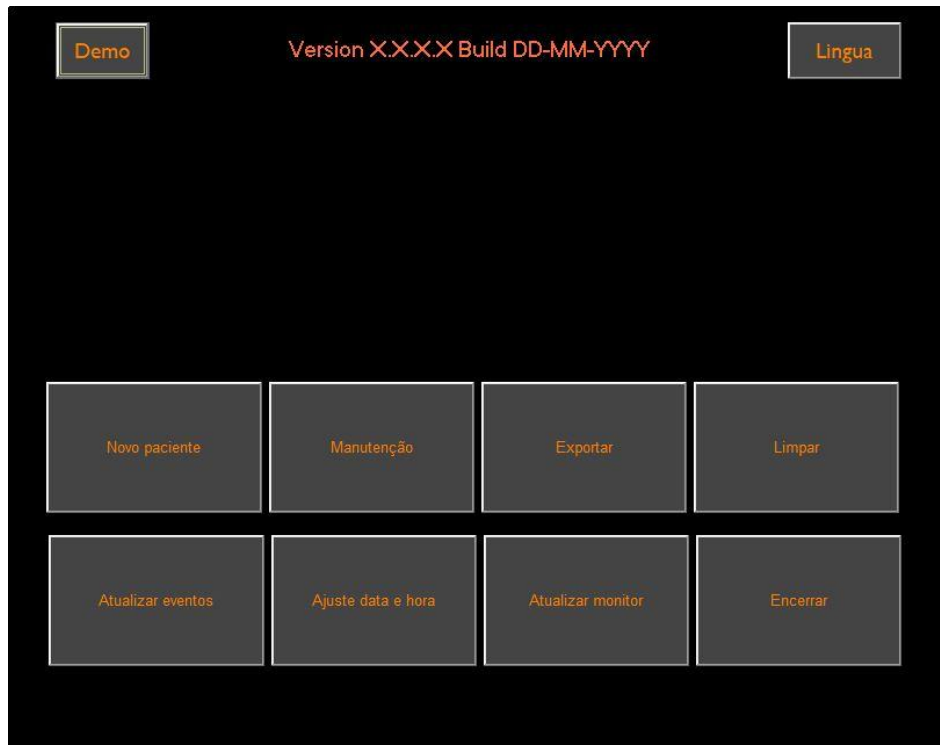 Demo
Version X.X.X.X Build DD-MM-YYYY
Lingua
Novo paciente
Manutenção
Exportar
Limpar
Atualizar eventos
Ajuste data e hora
Atualizar monitor
Encerrar